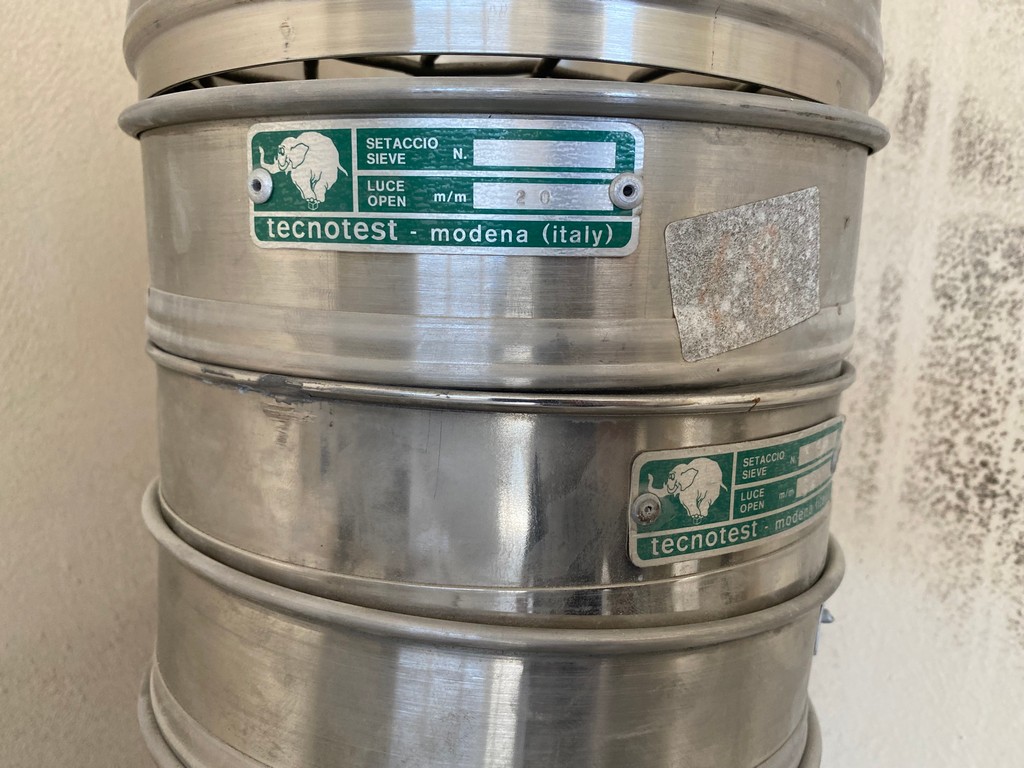 SETACCIO
SIEVE N.
LUCE
OPEN m/m 20
tecnotest - modena (italy)
SETACCIO
SIEVE N.
LUCE
OPEN m/m
tecnotest - modena